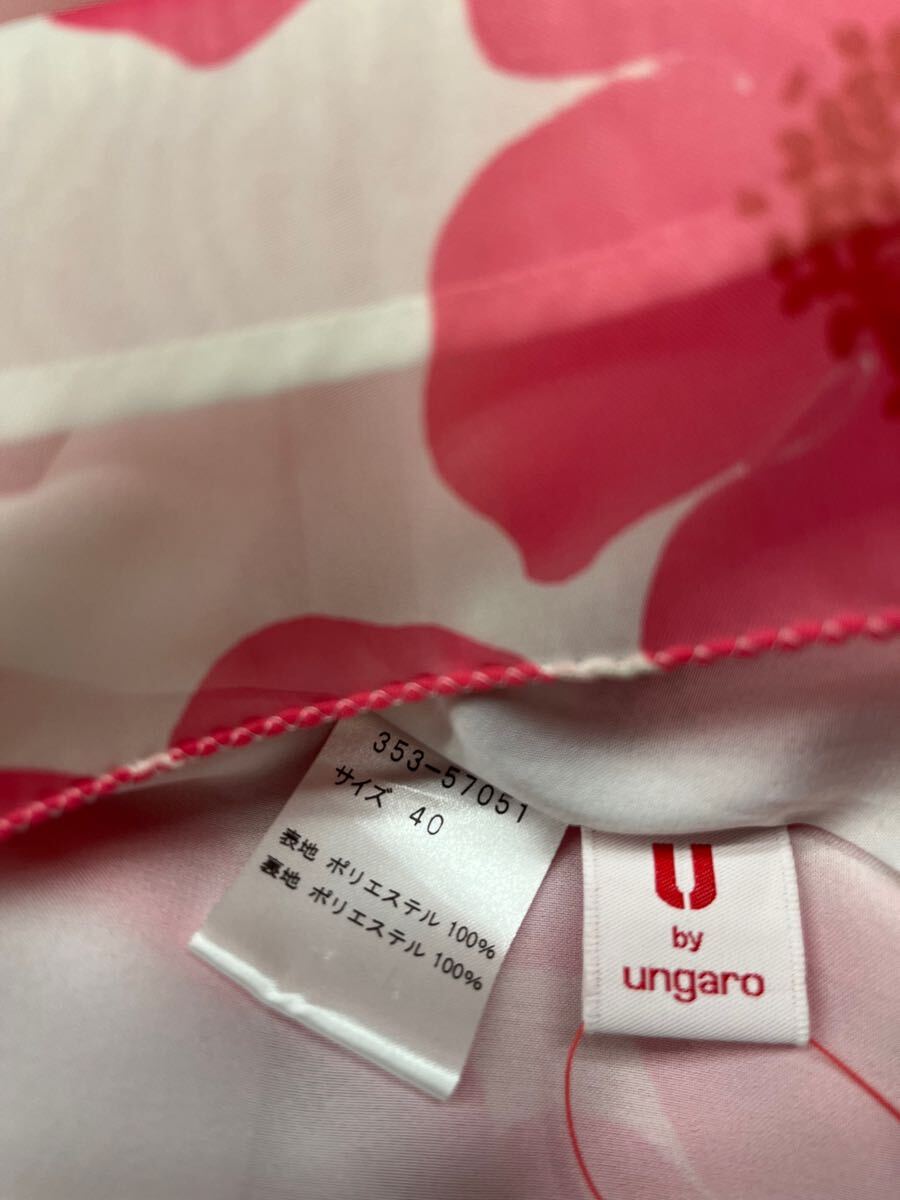 353-57051
サイズ 40
表地 ポリエステル 100%
裏地 ポリエステル 100%
U
by
ungaro